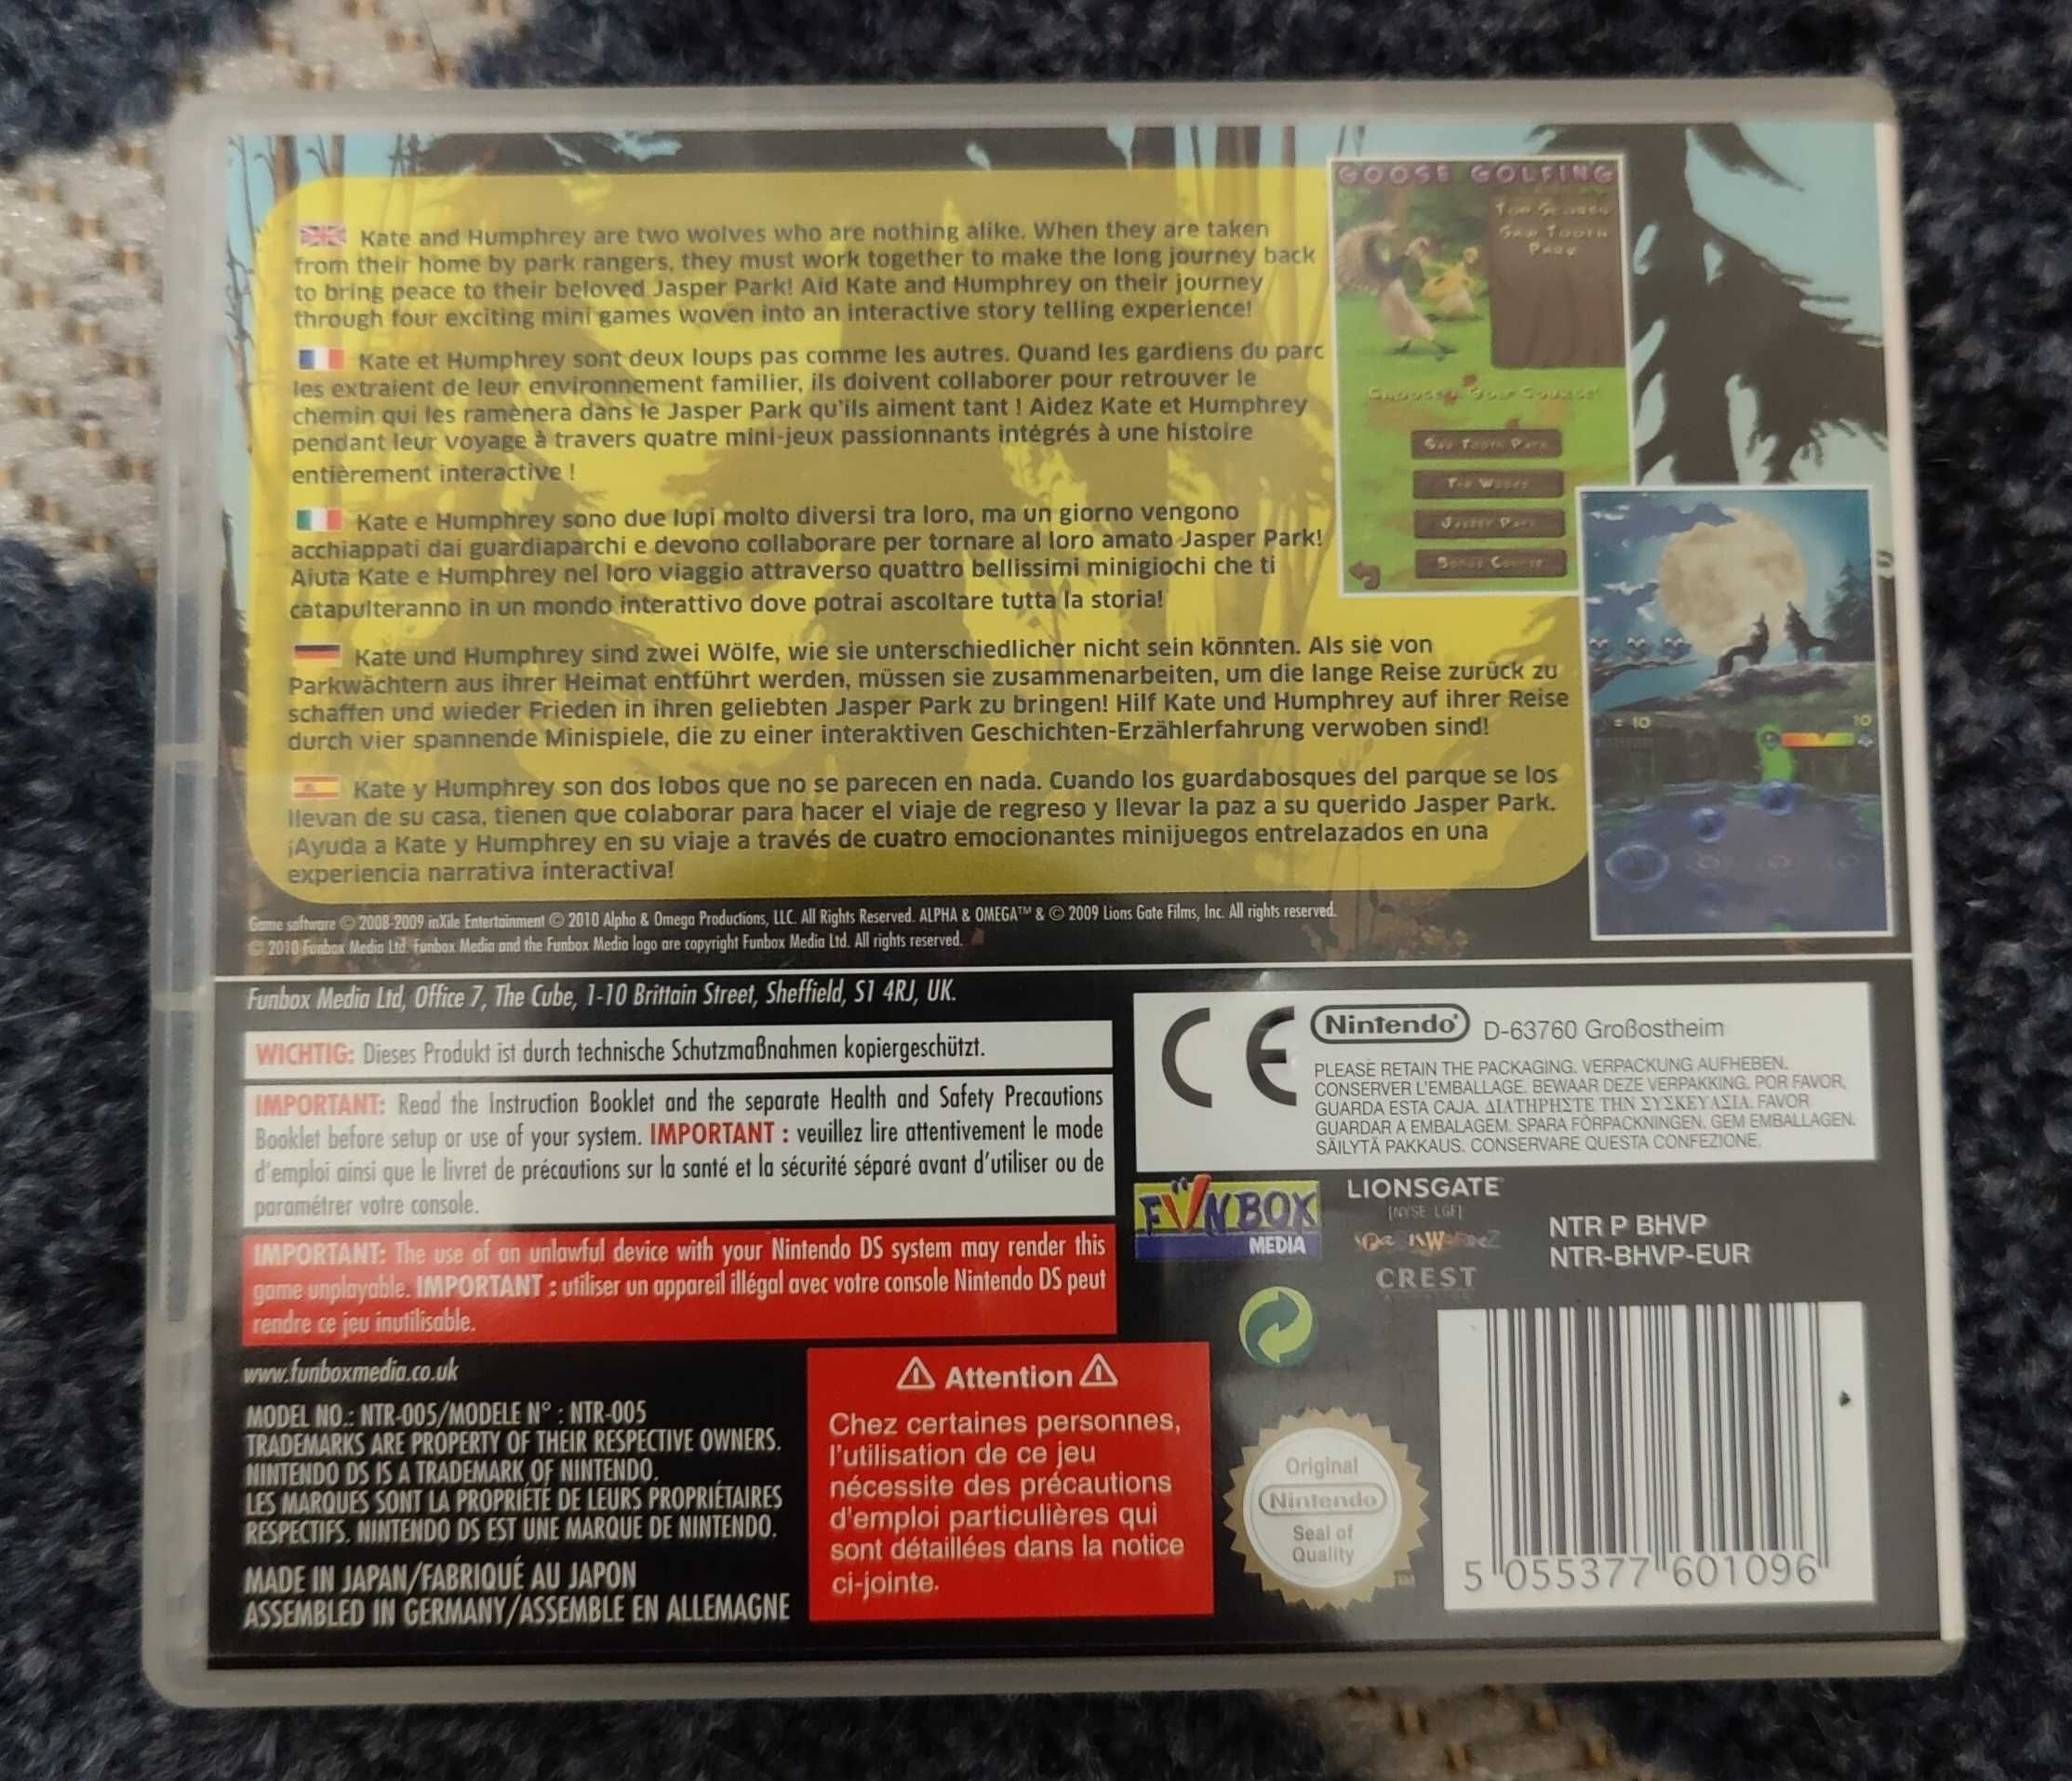 Kate and Humphrey are two wolves who are nothing alike. When they are taken
from their home by park rangers, they must work together to make the long journey back
to bring peace to their beloved Jasper Park! Aid Kate and Humphrey on their journey
through four exciting mini games woven into an interactive story telling experience!
Kate et Humphrey sont deux loups pas comme les autres. Quand les gardiens du parc
les extraient de leur environnement familier, ils doivent collaborer pour retrouver le
chemin qui les ramènera dans le Jasper Park qu'ils aiment tant ! Aidez Kate et Humphrey
pendant leur voyage à travers quatre mini-jeux passionnants intégrés à une histoire
entièrement interactive !
Kate e Humphrey sono due lupi molto diversi tra loro, ma un giorno vengono
acchiappati dai guardiaparchi e devono collaborare per tornare al loro amato Jasper Park!
Aiuta Kate e Humphrey nel loro viaggio attraverso quattro bellissimi minigiochi che ti
catapulteranno in un mondo interattivo dove potrai ascoltare tutta la storia!
Kate und Humphrey sind zwei Wölfe, wie sie unterschiedlicher nicht sein könnten. Als sie von
Parkwächtern aus ihrer Heimat entführt werden, müssen sie zusammenarbeiten, um die lange Reise zurück zu
schaffen und wieder Frieden in ihren geliebten Jasper Park zu bringen! Hilf Kate und Humphrey auf ihrer Reise
durch vier spannende Minispiele, die zu einer interaktiven Geschichten-Erzählerfahrung verwoben sind!
Kate y Humphrey son dos lobos que no se parecen en nada. Cuando los guardabosques del parque se los
llevan de su casa, tienen que colaborar para hacer el viaje de regreso y llevar la paz a su querido Jasper Park.
¡Ayuda a Kate y Humphrey en su viaje a través de cuatro emocionantes minijuegos entrelazados en una
experiencia narrativa interactiva!
GOOSE GOLFING
Top Scores
Saw Tooth
Park
Choose a Golf Course!
Saw Tooth Park
The Woods
Jasper Park
Bonus Course
= 10
10
Game software © 2008-2009 inXile Entertainment © 2010 Alpha & Omega Productions, LLC. All Rights Reserved. ALPHA & OMEGA™ & © 2009 Lions Gate Films, Inc. All rights reserved.
© 2010 Funbox Media Ltd. Funbox Media and the Funbox Media logo are copyright Funbox Media Ltd. All rights reserved.
Funbox Media Ltd, Office 7, The Cube, 1-10 Brittain Street, Sheffield, S1 4RJ, UK.
WICHTIG: Dieses Produkt ist durch technische Schutzmaßnahmen kopiergeschützt.
IMPORTANT: Read the Instruction Booklet and the separate Health and Safety Precautions
Booklet before setup or use of your system. IMPORTANT : veuillez lire attentivement le mode
d'emploi ainsi que le livret de précautions sur la santé et la sécurité séparé avant d'utiliser ou de
paramétrer votre console.
IMPORTANT: The use of an unlawful device with your Nintendo DS system may render this
game unplayable. IMPORTANT : utiliser un appareil illégal avec votre console Nintendo DS peut
rendre ce jeu inutilisable.
www.funboxmedia.co.uk
MODEL NO.: NTR-005/MODELE N° : NTR-005
TRADEMARKS ARE PROPERTY OF THEIR RESPECTIVE OWNERS.
NINTENDO DS IS A TRADEMARK OF NINTENDO.
LES MARQUES SONT LA PROPRIÉTÉ DE LEURS PROPRIÉTAIRES
RESPECTIFS. NINTENDO DS EST UNE MARQUE DE NINTENDO.
MADE IN JAPAN/FABRIQUÉ AU JAPON
ASSEMBLED IN GERMANY/ASSEMBLE EN ALLEMAGNE
Attention
Chez certaines personnes,
l'utilisation de ce jeu
nécessite des précautions
d'emploi particulières qui
sont détaillées dans la notice
ci-jointe.
CE
Nintendo D-63760 Großostheim
PLEASE RETAIN THE PACKAGING. VERPACKUNG AUFHEBEN.
CONSERVER L'EMBALLAGE. BEWAAR DEZE VERPAKKING. POR FAVOR,
GUARDA ESTA CAJA. ΔΙΑΤΗΡΗΣΤΕ ΤΗΝ ΣΥΣΚΕΥΑΣΙΑ. FAVOR
GUARDAR A EMBALAGEM. SPARA FÖRPACKNINGEN. GEM EMBALLAGEN.
SÄILYTÄ PAKKAUS. CONSERVARE QUESTA CONFEZIONE.
FUNBOX
MEDIA
LIONSGATE
[NYSE: LGF]
CREST
NTR P BHVP
NTR-BHVP-EUR
Original
Nintendo
Seal of
Quality
TM
5 055377 601096